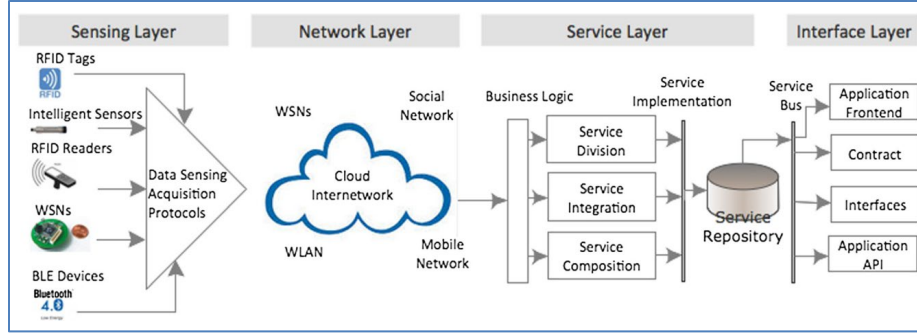 Sensing Layer
Network Layer
Service Layer
Interface Layer
RFID Tags
RFID
Intelligent Sensors
RFID Readers
WSNs
BLE Devices
Bluetooth
4.0
Low Energy
Data Sensing
Acquisition
Protocols
WSNs
Social
Network
Cloud
Internetwork
WLAN
Mobile
Network
Business Logic
Service
Division
Service
Integration
Service
Composition
Service
Implementation
Service
Repository
Service
Bus
Application
Frontend
Contract
Interfaces
Application
API